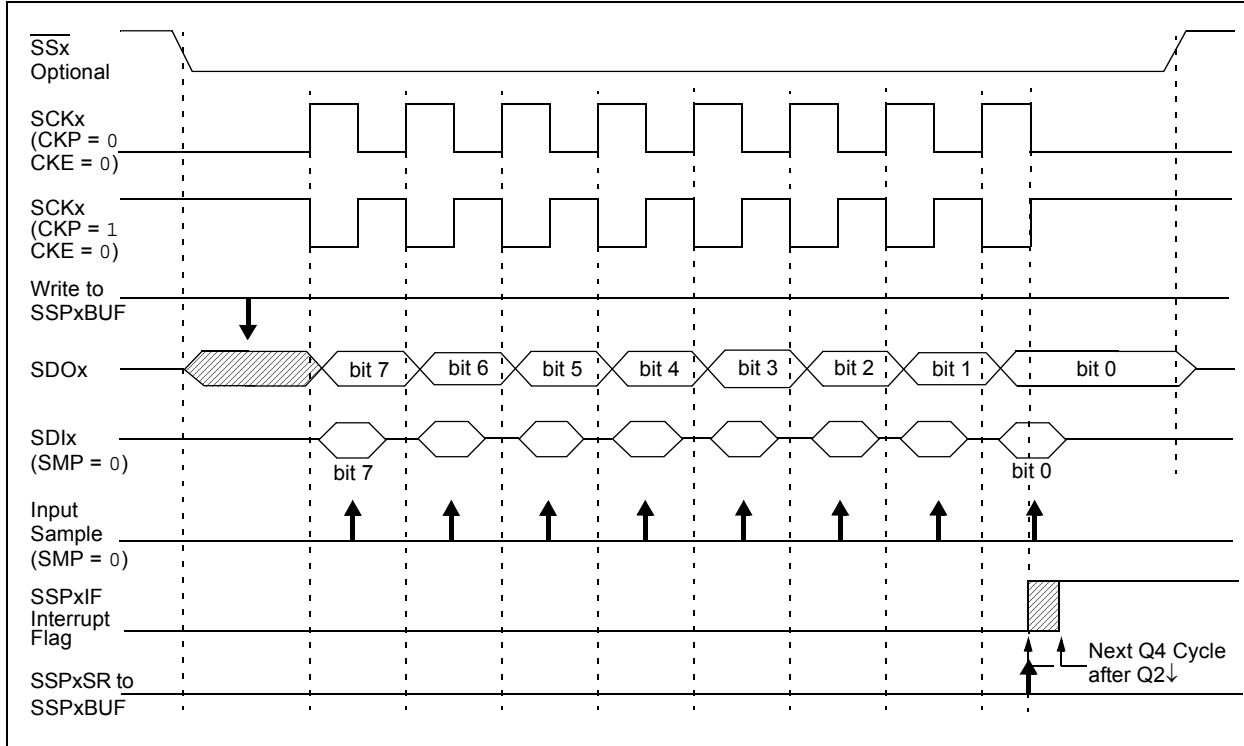 SSx
Optional
SCKx
(CKP = 0
CKE = 0)
SCKx
(CKP = 1
CKE = 0)
Write to
SSPxBUF
SDOx
bit 7
bit 6
bit 5
bit 4
bit 3
bit 2
bit 1
bit 0
SDIx
(SMP = 0)
bit 7
bit 0
Input
Sample
(SMP = 0)
SSPxIF
Interrupt
Flag
Next Q4 Cycle
after Q2↓
SSPxSR to
SSPxBUF